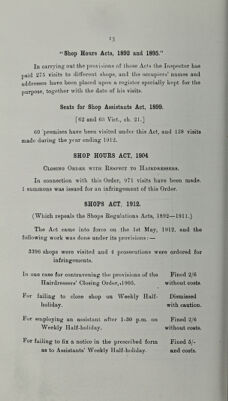 13
"Shop Hours Acts, 1892 and 1895."
In carrying out the provisions of these Acts the Inspector has
paid 275 visits to different shops, and the occupiers' names and
addresses have been placed upon a register specially kept for the
purpose, together with the date of his visits.
Seats for Shop Assistants Act, 1899.
[62 and 63 Vict., ch. 21.]
60 premises have been visited under this Act, and 138 visits
made during the year ending 1912.
SHOP HOURS ACT, 1904
Closing Order with Respect to Hairdressers.
In connection with this Order, 971 visits have been made.
1 summons was issued for an infringement of this Order.
SHOPS ACT, 1912.
(Which repeals the Shops Regulations Acts, 1892—1911.)
The Act came into force on the 1st May, 1912, and the
following work was done under its provisions:—
3396 shops were visited and 4 prosecutions were ordered for
infringements.
In one case for contravening the provisions of the Fined 2/6
Hairdressers' Closing Order, 1905. without costs.
For failing to close shop on Weekly Half- Dismissed
holiday. with caution.
For employing an assistant after 1-30 p.m. on Fined 2/6
Weekly Half-holiday. without costs.
For failing to fix a notice in the prescribed form Fined 5/-
as to Assistants' Weekly Half-holiday. and costs.